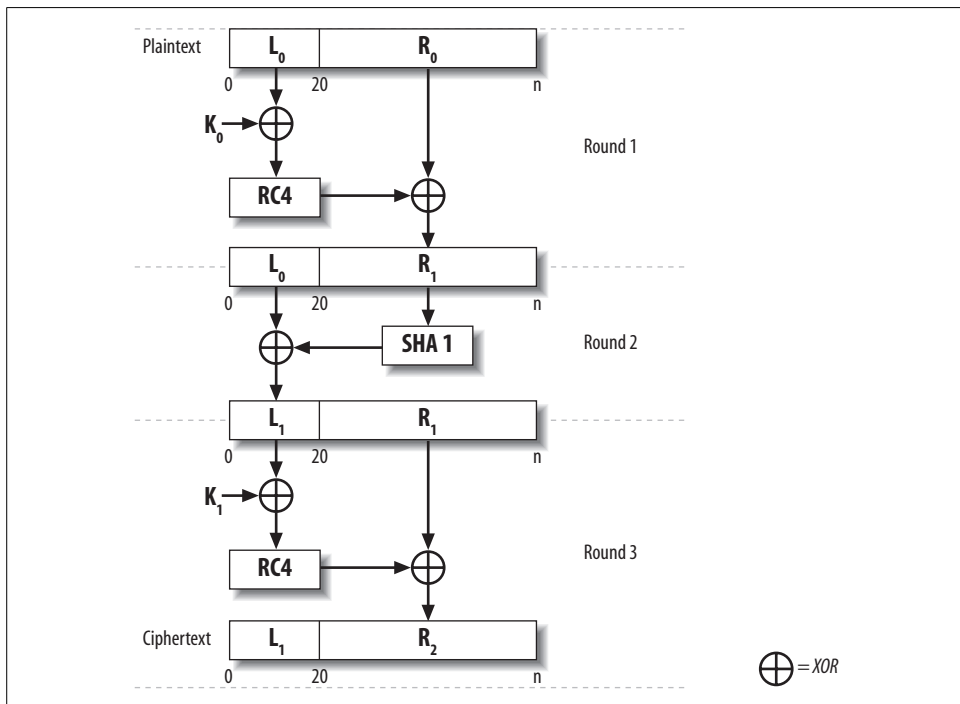 Plaintext L₀ R₀
0 20 n
K₀
Round 1
RC4
L₀ R₁
0 20 n
SHA 1 Round 2
L₁ R₁
0 20 n
K₁
Round 3
RC4
Ciphertext L₁ R₂
0 20 n
= XOR